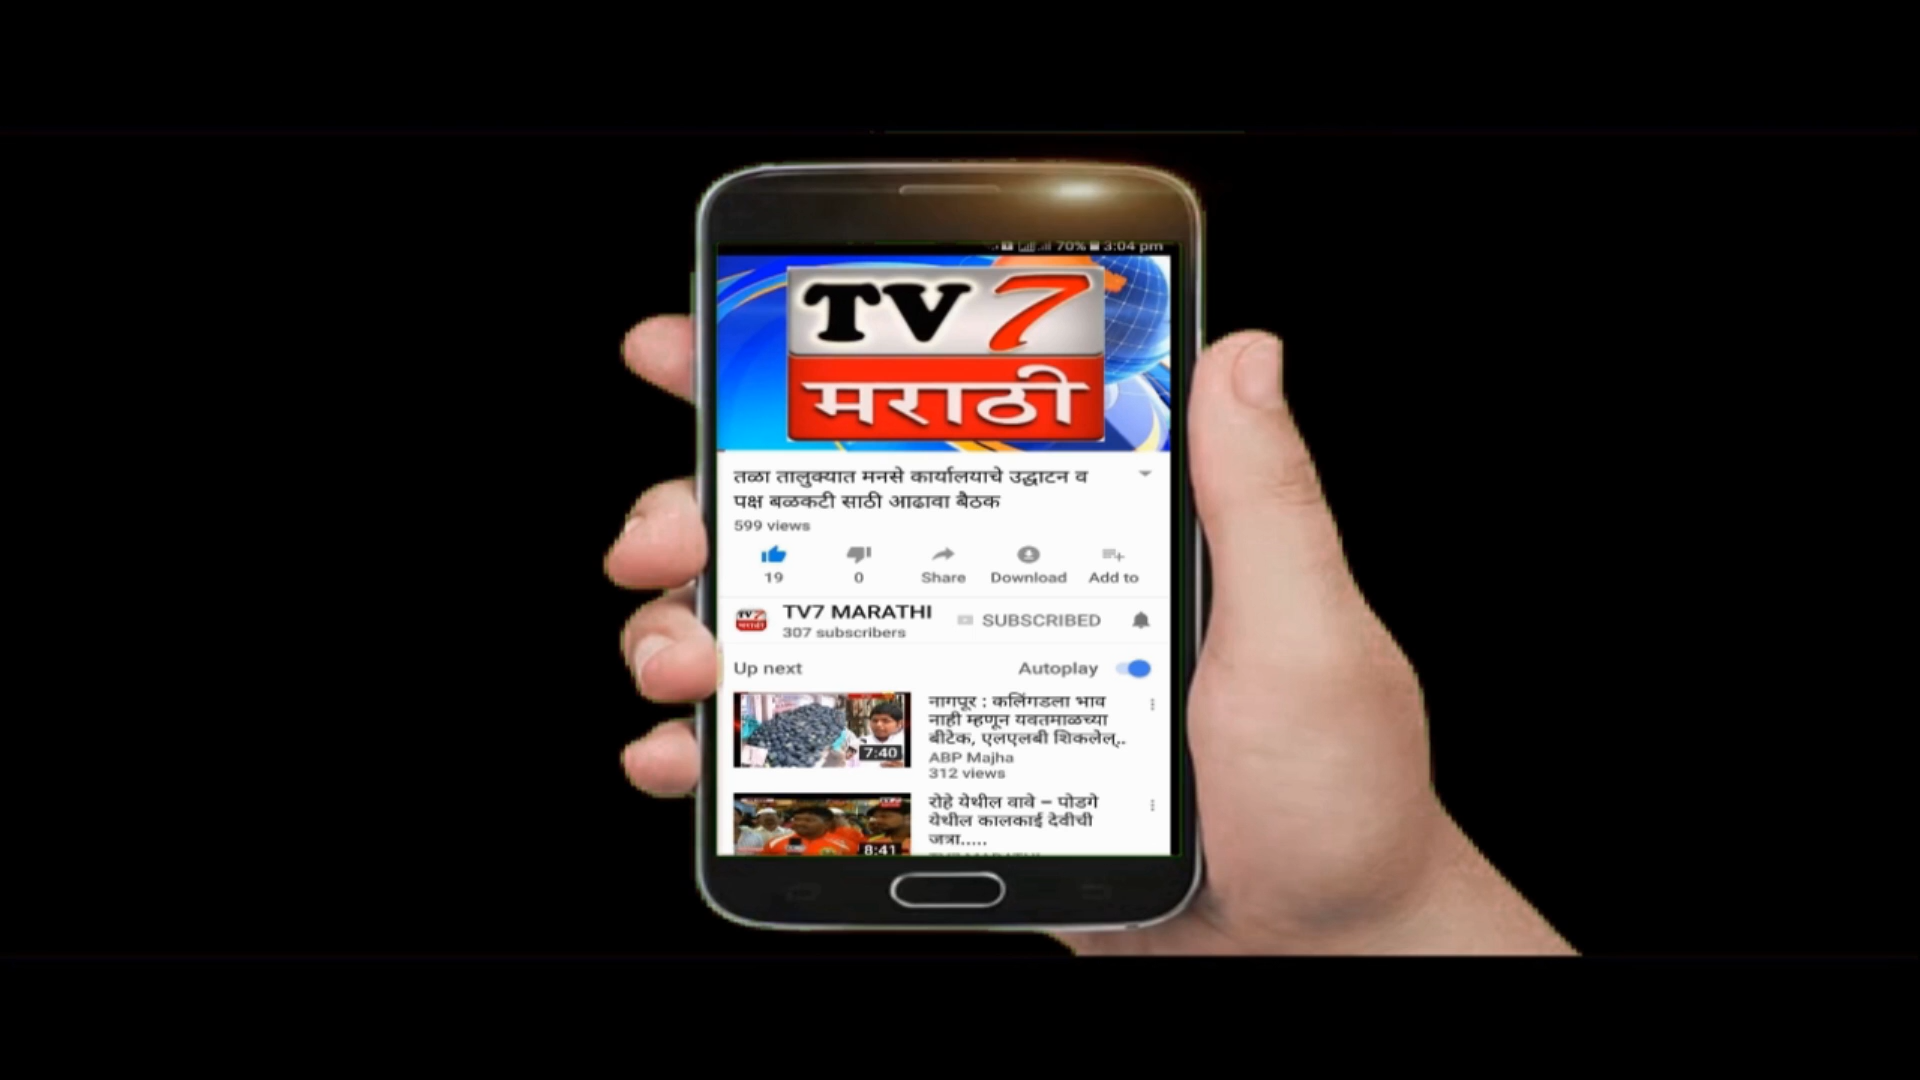 70% 3:04 pm
TV7
मराठी
तळा तालुक्यात मनसे कार्यालयाचे उद्घाटन व
पक्ष बळकटी साठी आढावा बैठक
599 views
19
0
Share
Download
Add to
TV7 MARATHI
307 subscribers
SUBSCRIBED
Up next
Autoplay
7:40
नागपूर : कलिंगडला भाव
नाही म्हणून यवतमाळच्या
बीटेक, एलएलबी शिकलेल्..
ABP Majha
312 views
8:41
रोहे येथील वावे – पोडगे
येथील कालकाई देवीची
जत्रा.....